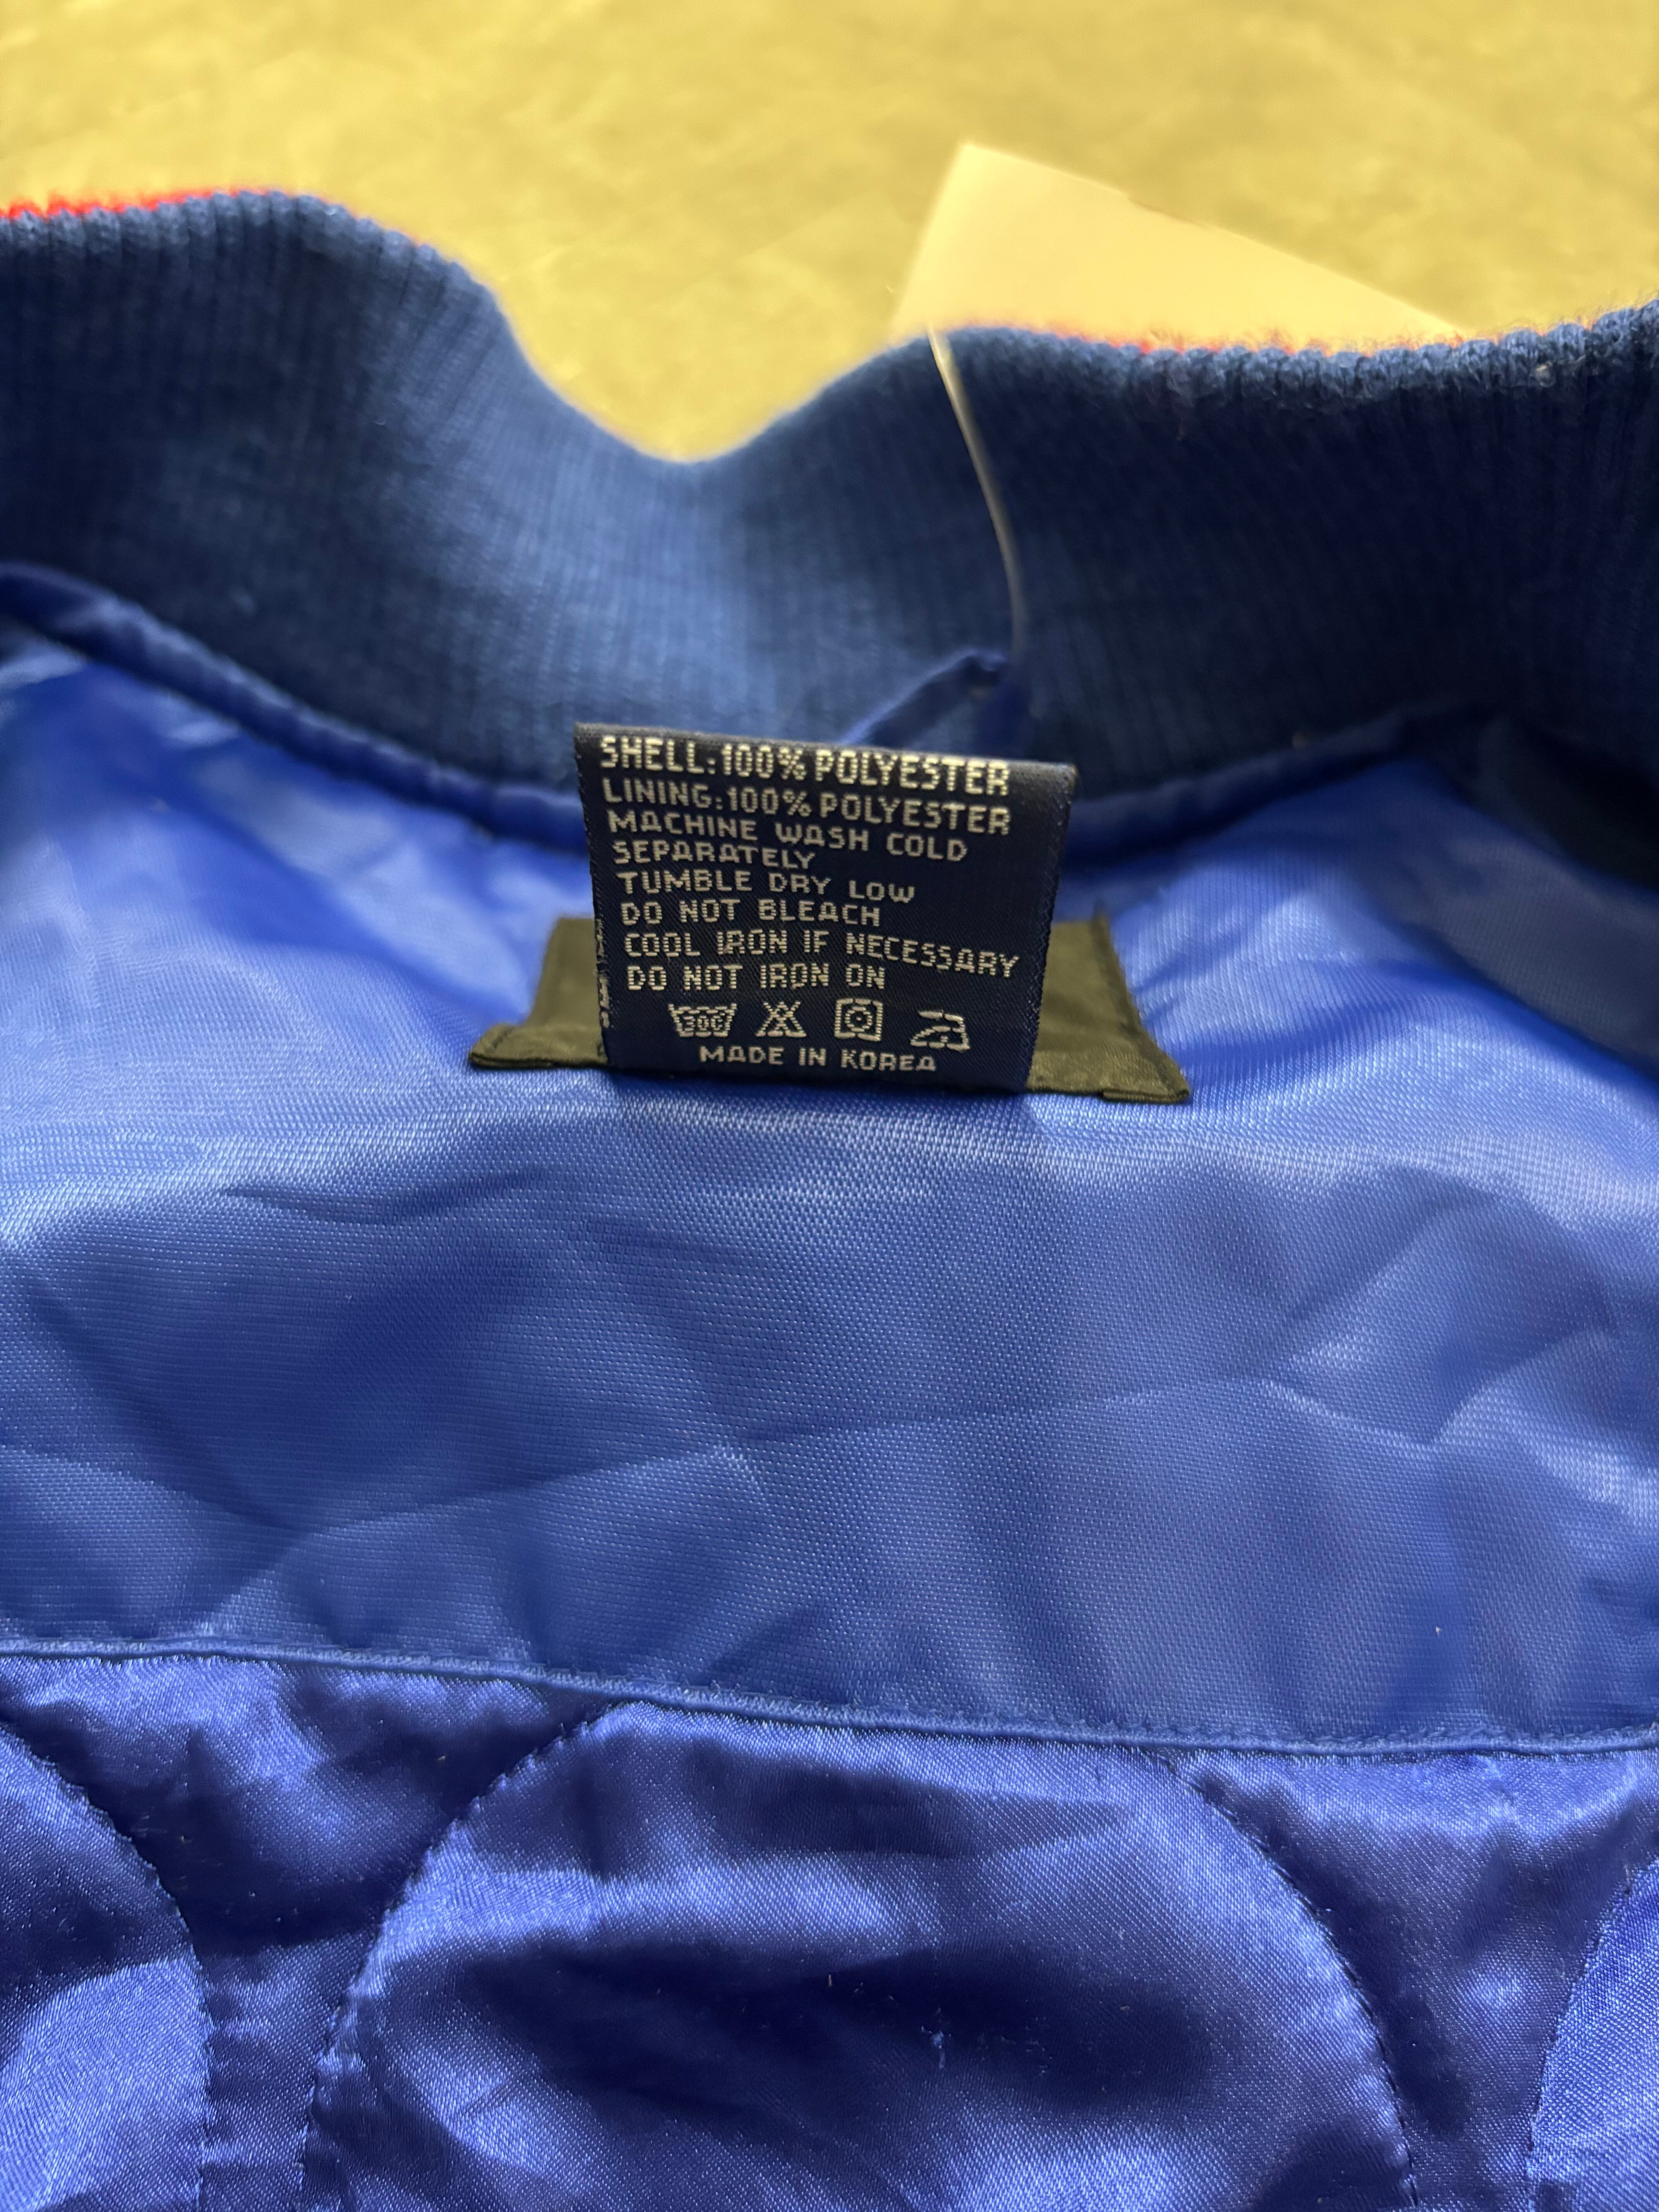 SHELL:100% POLYESTER
LINING:100% POLYESTER
MACHINE WASH COLD
SEPARATELY
TUMBLE DRY LOW
DO NOT BLEACH
COOL IRON IF NECESSARY
DO NOT IRON ON
30C
MADE IN KOREA